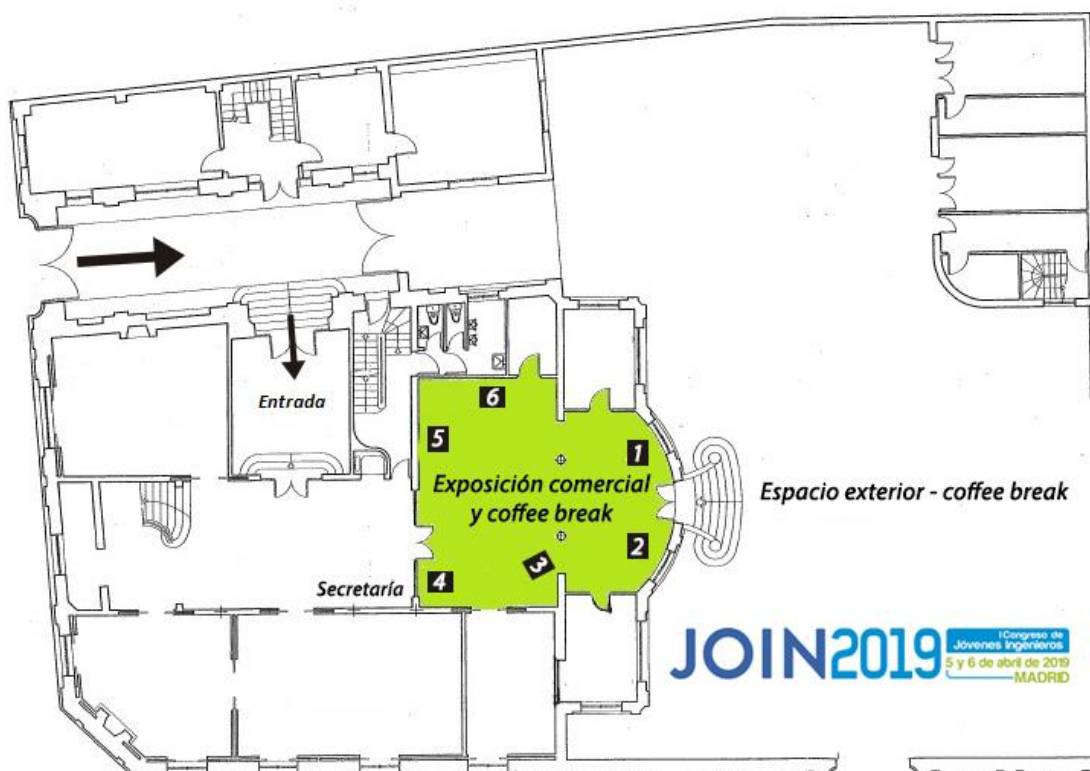 Entrada
6
5
1
Exposición comercial
y coffee break
Espacio exterior - coffee break
2
3
4
Secretaría
JOIN2019
I Congreso de
Jóvenes Ingenieros
5 y 6 de abril de 2019
MADRID